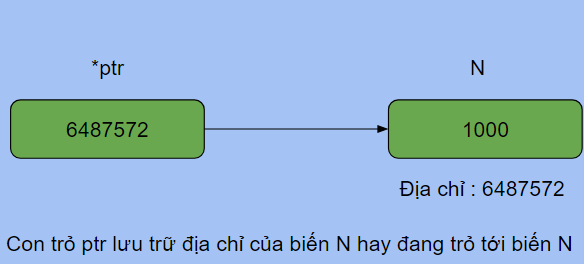 *ptr N
6487572 1000
Địa chỉ : 6487572
Con trỏ ptr lưu trữ địa chỉ của biến N hay đang trỏ tới biến N